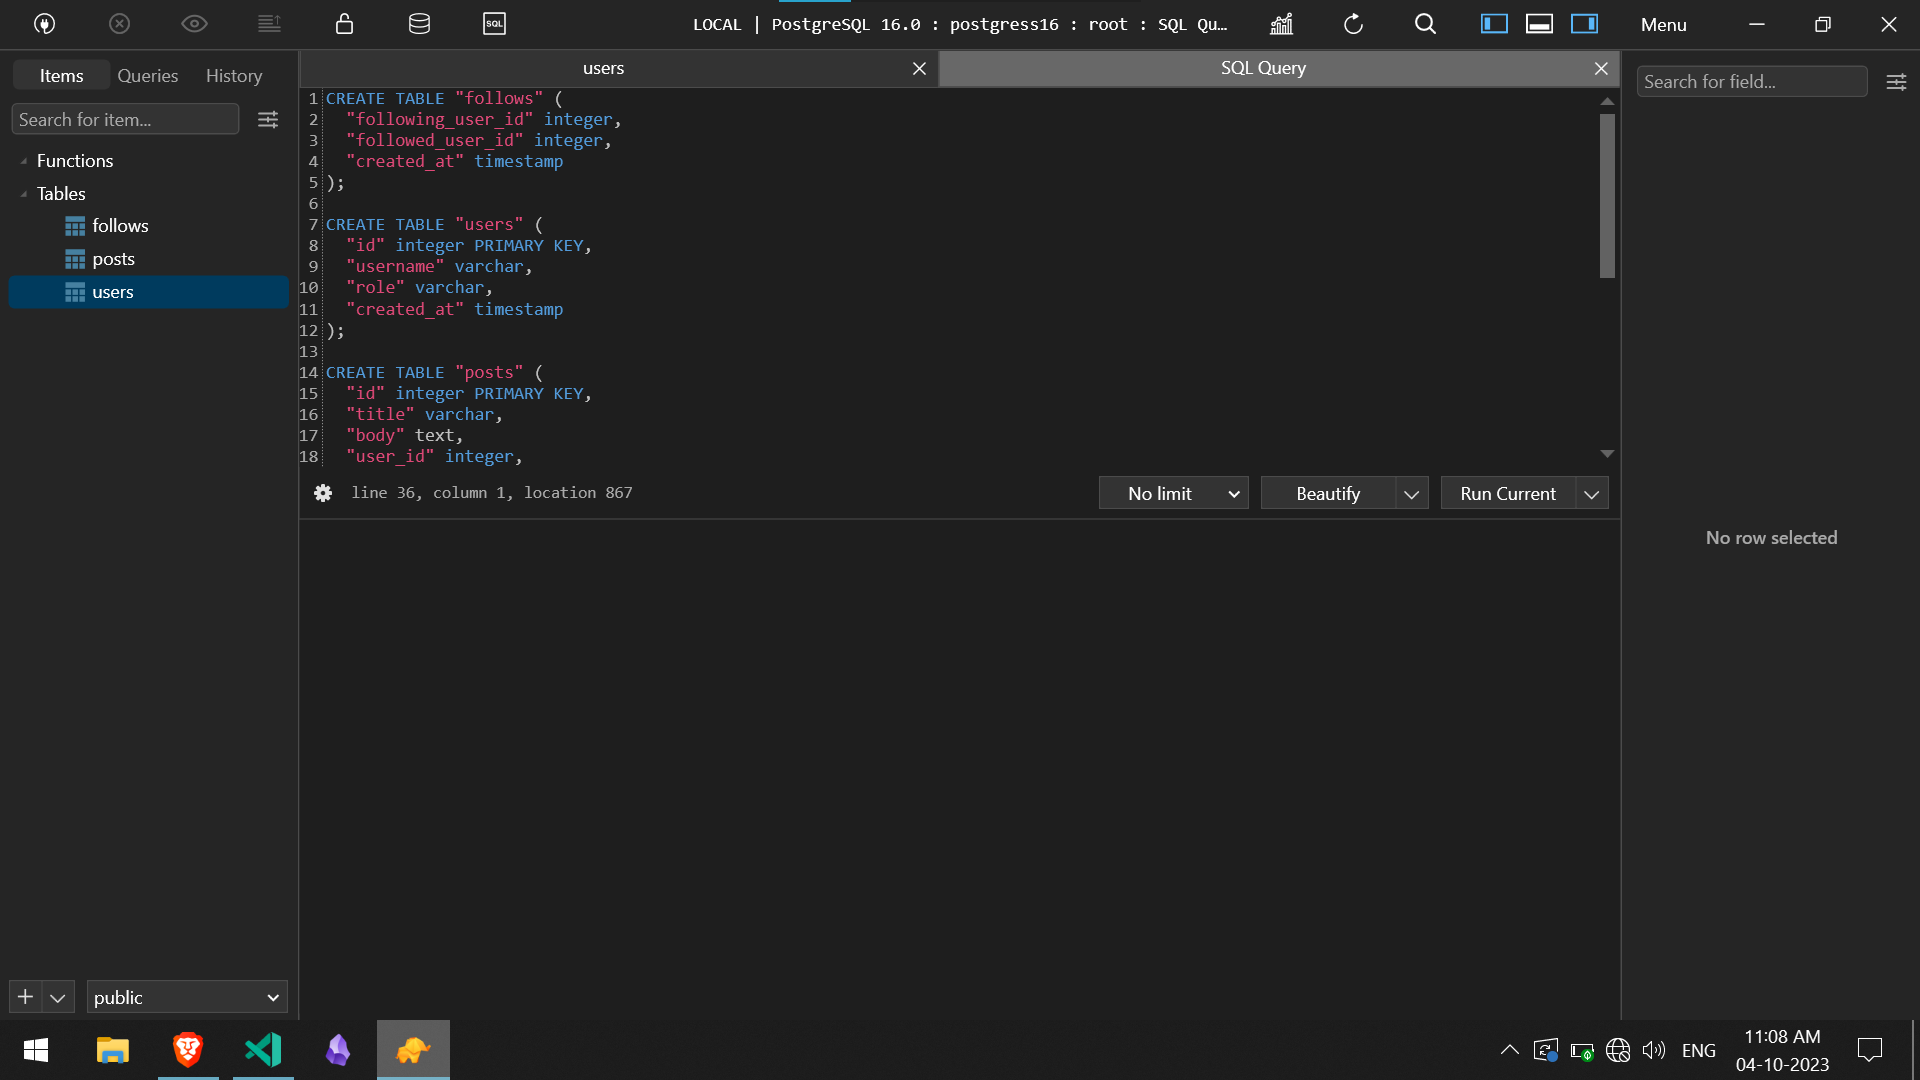 SQL
LOCAL | PostgreSQL 16.0 : postgress16 : root : SQL Qu...
Menu
Items
Queries
History
Search for item...
Functions
Tables
follows
posts
users
public
users
SQL Query
1 CREATE TABLE "follows" (
2   "following_user_id" integer,
3   "followed_user_id" integer,
4   "created_at" timestamp
5 );
6
7 CREATE TABLE "users" (
8   "id" integer PRIMARY KEY,
9   "username" varchar,
10   "role" varchar,
11   "created_at" timestamp
12 );
13
14 CREATE TABLE "posts" (
15   "id" integer PRIMARY KEY,
16   "title" varchar,
17   "body" text,
18   "user_id" integer,
line 36, column 1, location 867
No limit
Beautify
Run Current
Search for field...
No row selected
ENG
11:08 AM
04-10-2023